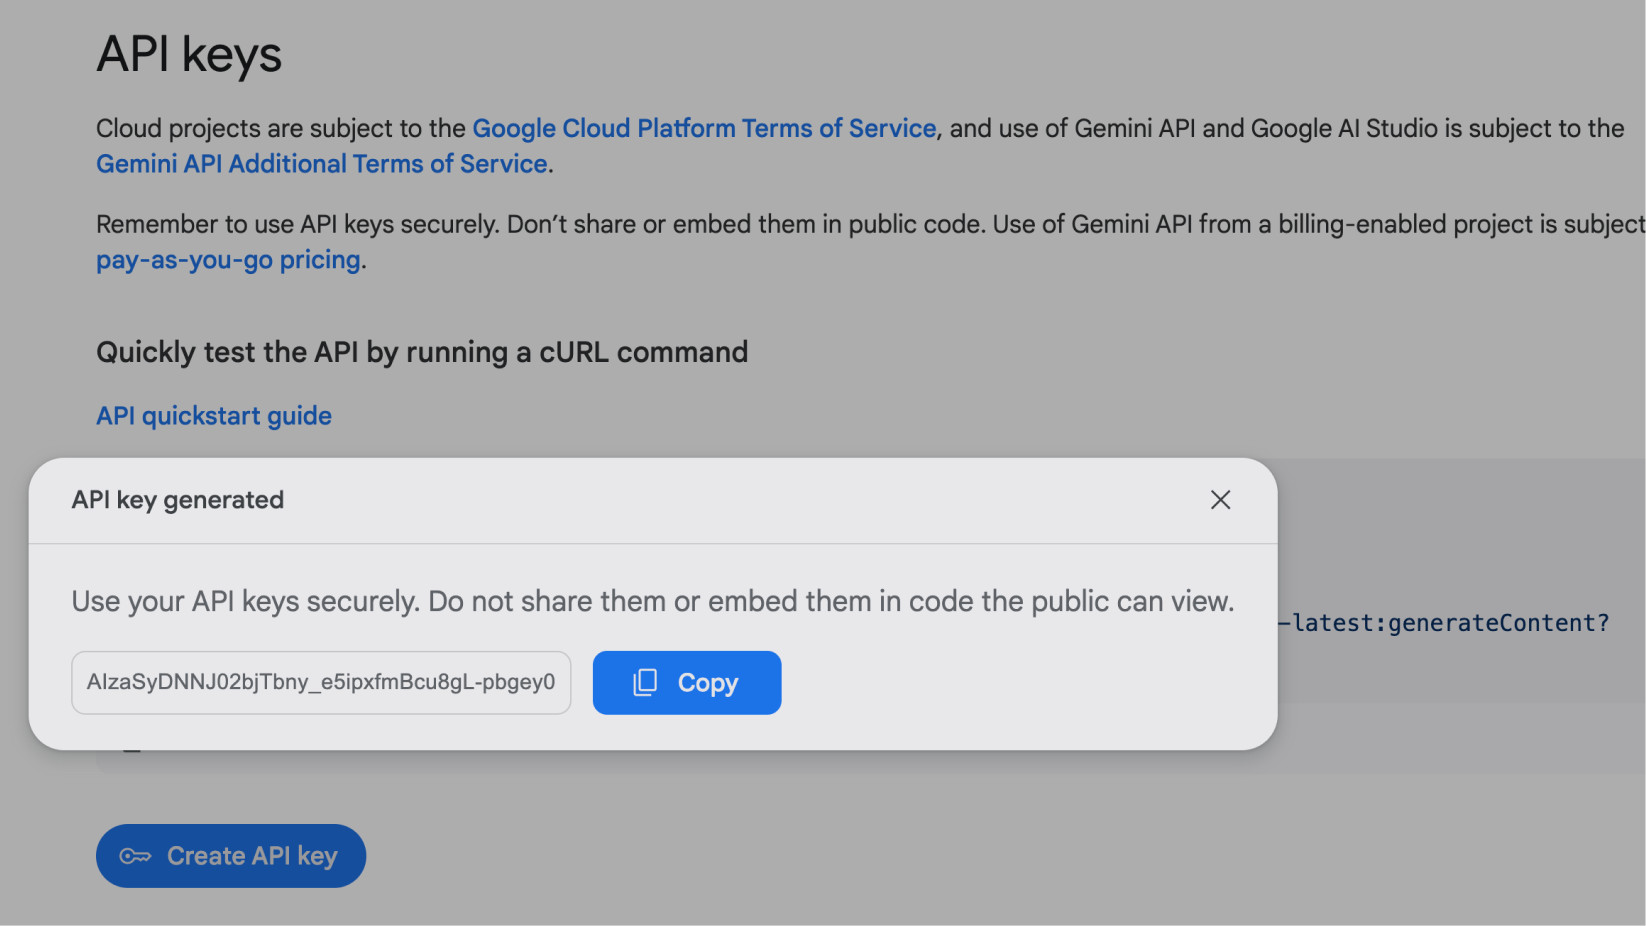 API keys
Cloud projects are subject to the Google Cloud Platform Terms of Service, and use of Gemini API and Google AI Studio is subject to the
Gemini API Additional Terms of Service.
Remember to use API keys securely. Don’t share or embed them in public code. Use of Gemini API from a billing-enabled project is subject
pay-as-you-go pricing.
Quickly test the API by running a cURL command
API quickstart guide
API key generated
Use your API keys securely. Do not share them or embed them in code the public can view.
-latest:generateContent?
AIzaSyDNNJ02bjTbny_e5ipxfmBcu8gL-pbgey0
Copy
Create API key